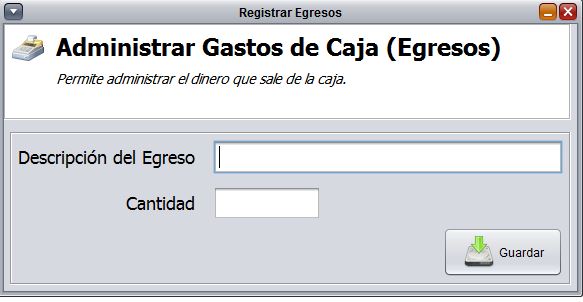 Registrar Egresos
Administrar Gastos de Caja (Egresos)
Permite administrar el dinero que sale de la caja.
Descripción del Egreso
Cantidad
Guardar